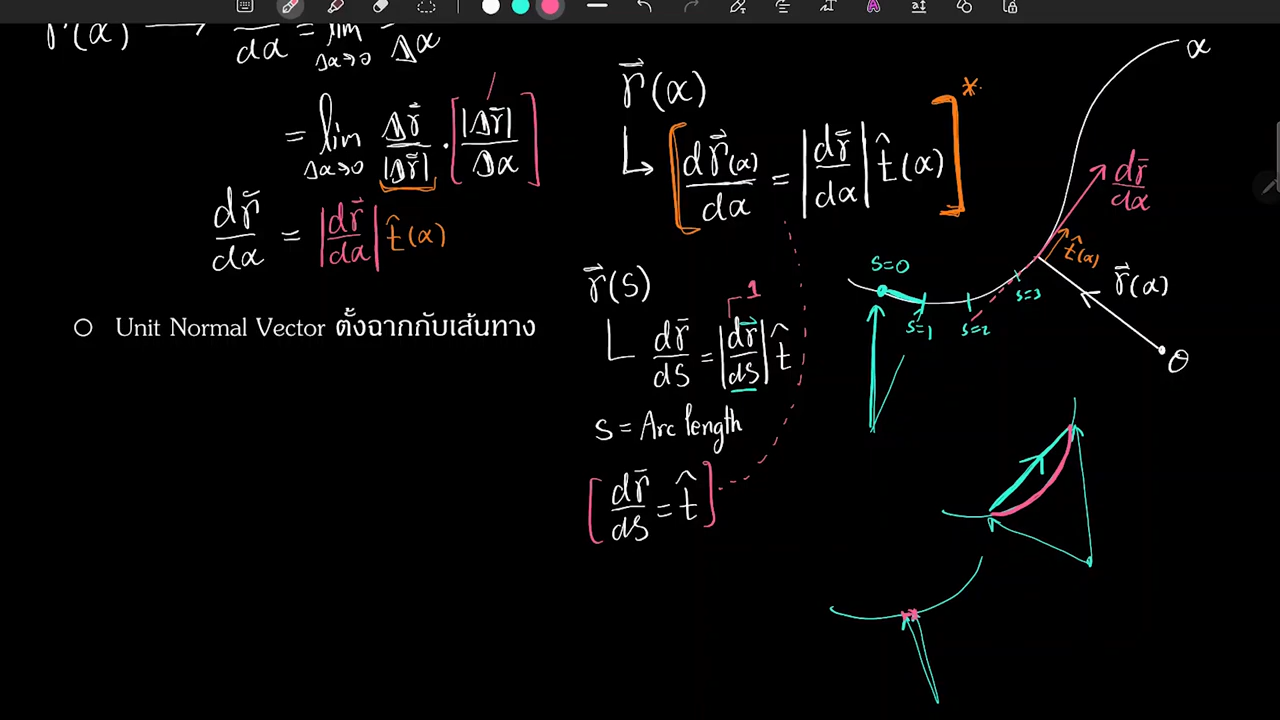 r⃗(α) ⟶ /dα = lim Δα→0 /Δα
= lim Δα→0 Δr⃗/|Δr⃗| · [|Δr⃗|/Δα]
dr⃗/dα = |dr⃗/dα| t̂(α)
○ Unit Normal Vector ตั้งฉากกับเส้นทาง
r⃗(α)
[dr⃗(α)/dα = |dr⃗/dα| t̂(α)]*
r⃗(S)
1
dr⃗/dS = |dr⃗/dS| t̂
S = Arc length
[dr⃗/dS = t̂]
α
dr⃗/dα
t̂(α)
r⃗(α)
S=0
S=1
S=2
S=3
O